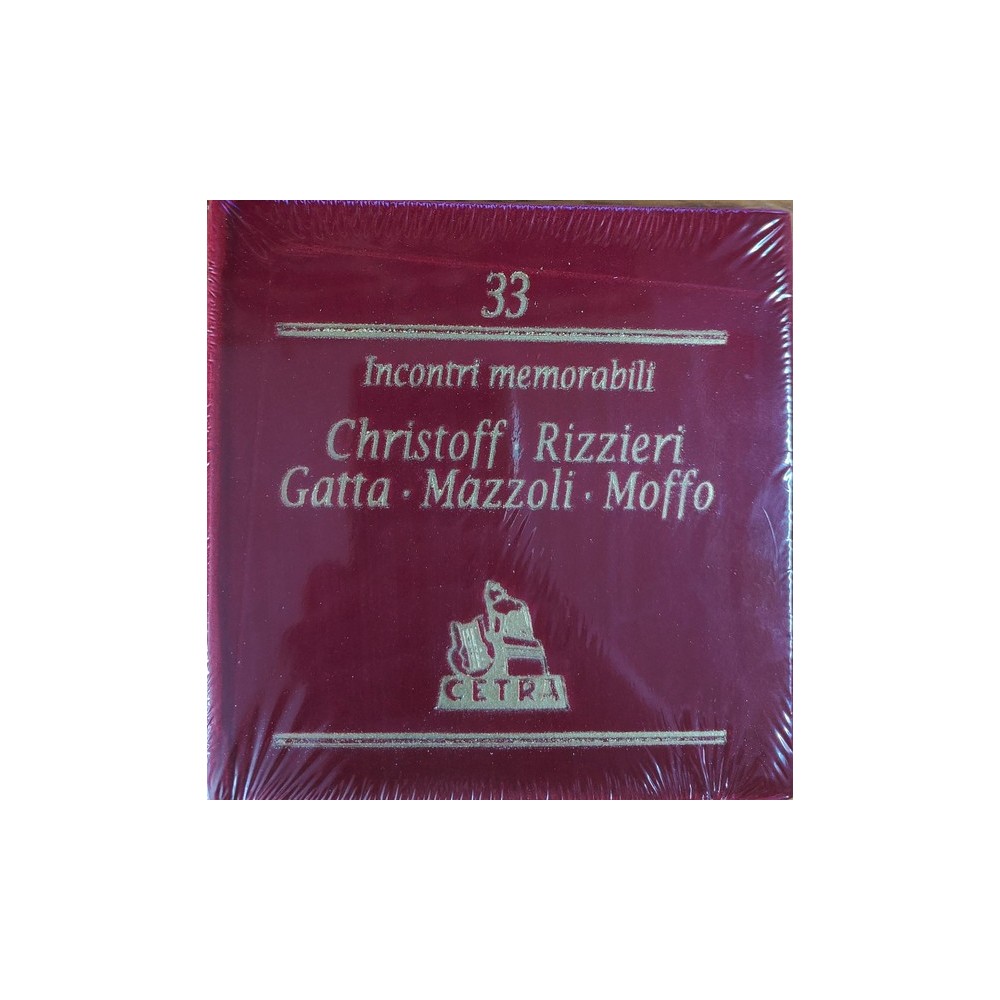 33
Incontri memorabili
Christoff · Rizzieri
Gatta · Mazzoli · Moffo
CETRA